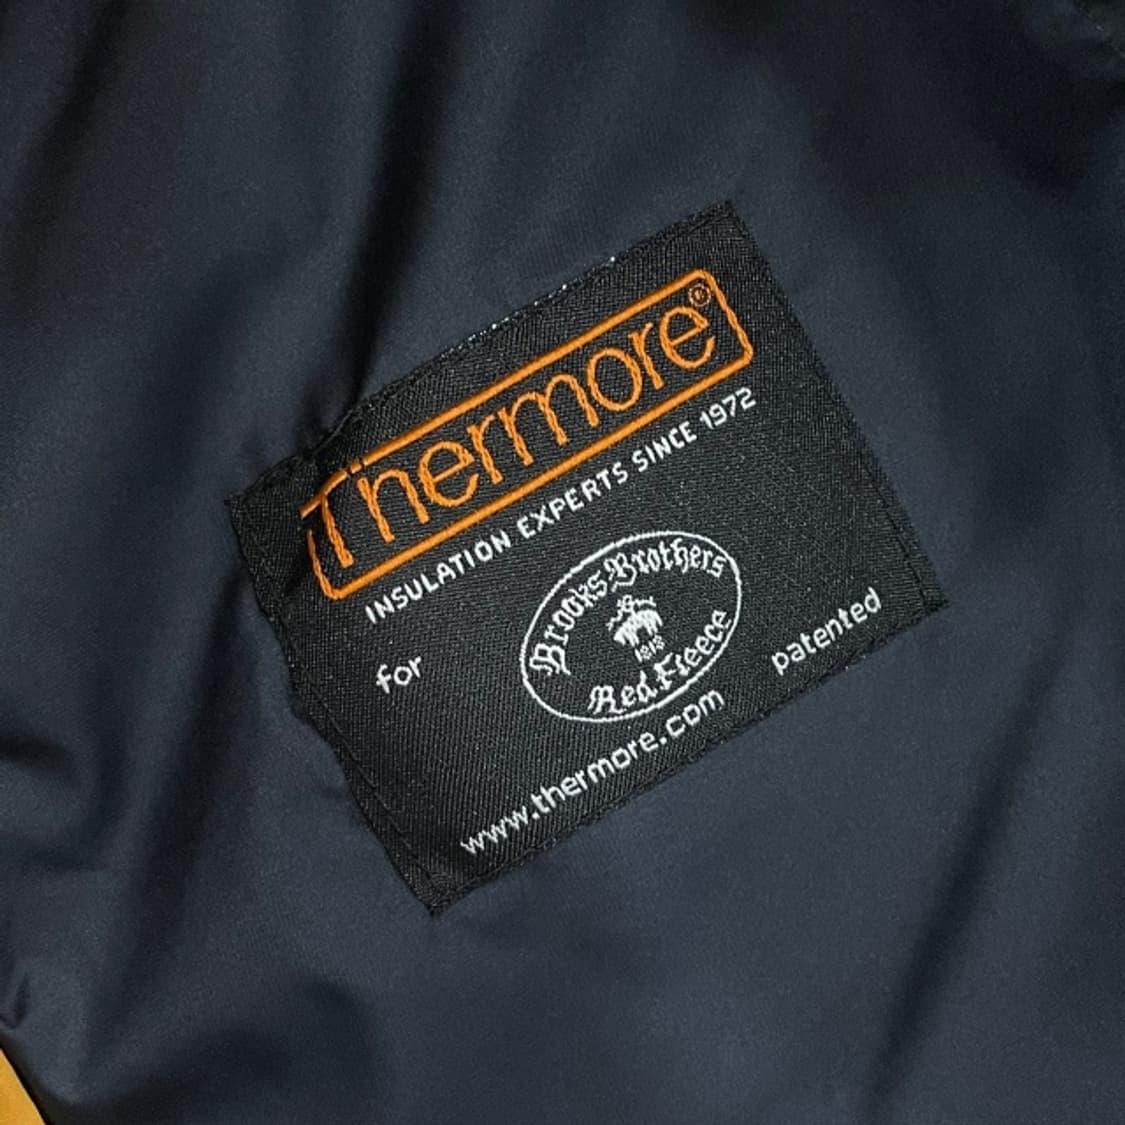 Thermore®
INSULATION EXPERTS SINCE 1972
for
Brooks Brothers
1818
Red Fleece
patented
www.thermore.com